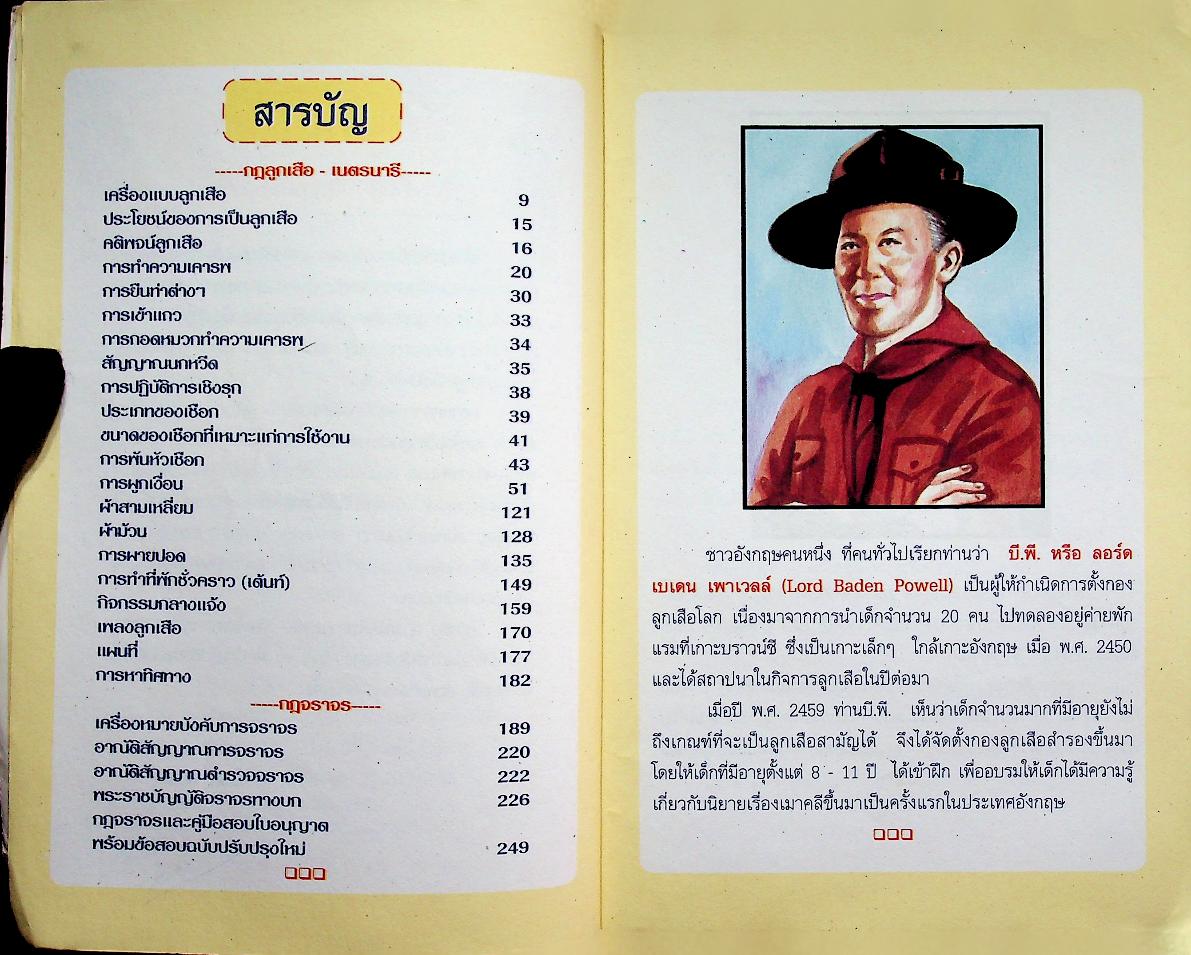 สารบัญ
-----กฎลูกเสือ - เนตรนารี-----
เครื่องแบบลูกเสือ 9
ประโยชน์ของการเป็นลูกเสือ 15
คติพจน์ลูกเสือ 16
การทำความเคารพ 20
การยืนท่าต่างๆ 30
การเข้าแถว 33
การถอดหมวกทำความเคารพ 34
สัญญาณนกหวีด 35
การปฏิบัติการเชิงรุก 38
ประเภทของเชือก 39
ขนาดของเชือกที่เหมาะแก่การใช้งาน 41
การพันหัวเชือก 43
การผูกเงื่อน 51
ผ้าสามเหลี่ยม 121
ผ้าม้วน 128
การผายปอด 135
การทำที่พักชั่วคราว (เต้นท์) 149
กิจกรรมกลางแจ้ง 159
เพลงลูกเสือ 170
แผนที่ 177
การหาทิศทาง 182
-----กฎจราจร-----
เครื่องหมายบังคับการจราจร 189
อาณัติสัญญาณการจราจร 220
อาณัติสัญญาณตำรวจจราจร 222
พระราชบัญญัติจราจรทางบก 226
กฎจราจรและคู่มือสอบใบอนุญาต
พร้อมข้อสอบฉบับปรับปรุงใหม่ 249
ชาวอังกฤษคนหนึ่ง ที่คนทั่วไปเรียกท่านว่า บี.พี. หรือ ลอร์ด
เบเดน เพาเวลล์ (Lord Baden Powell) เป็นผู้ให้กำเนิดการตั้งกอง
ลูกเสือโลก เนื่องมาจากการนำเด็กจำนวน 20 คน ไปทดลองอยู่ค่ายพัก
แรมที่เกาะบราวน์ซี ซึ่งเป็นเกาะเล็กๆ ใกล้เกาะอังกฤษ เมื่อ พ.ศ. 2450
และได้สถาปนาในกิจการลูกเสือในปีต่อมา
เมื่อปี พ.ศ. 2459 ท่านบี.พี. เห็นว่าเด็กจำนวนมากที่มีอายุยังไม่
ถึงเกณฑ์ที่จะเป็นลูกเสือสามัญได้ จึงได้จัดตั้งกองลูกเสือสำรองขึ้นมา
โดยให้เด็กที่มีอายุตั้งแต่ 8 - 11 ปี ได้เข้าฝึก เพื่ออบรมให้เด็กได้มีความรู้
เกี่ยวกับนิยายเรื่องเมาคลีขึ้นมาเป็นครั้งแรกในประเทศอังกฤษ